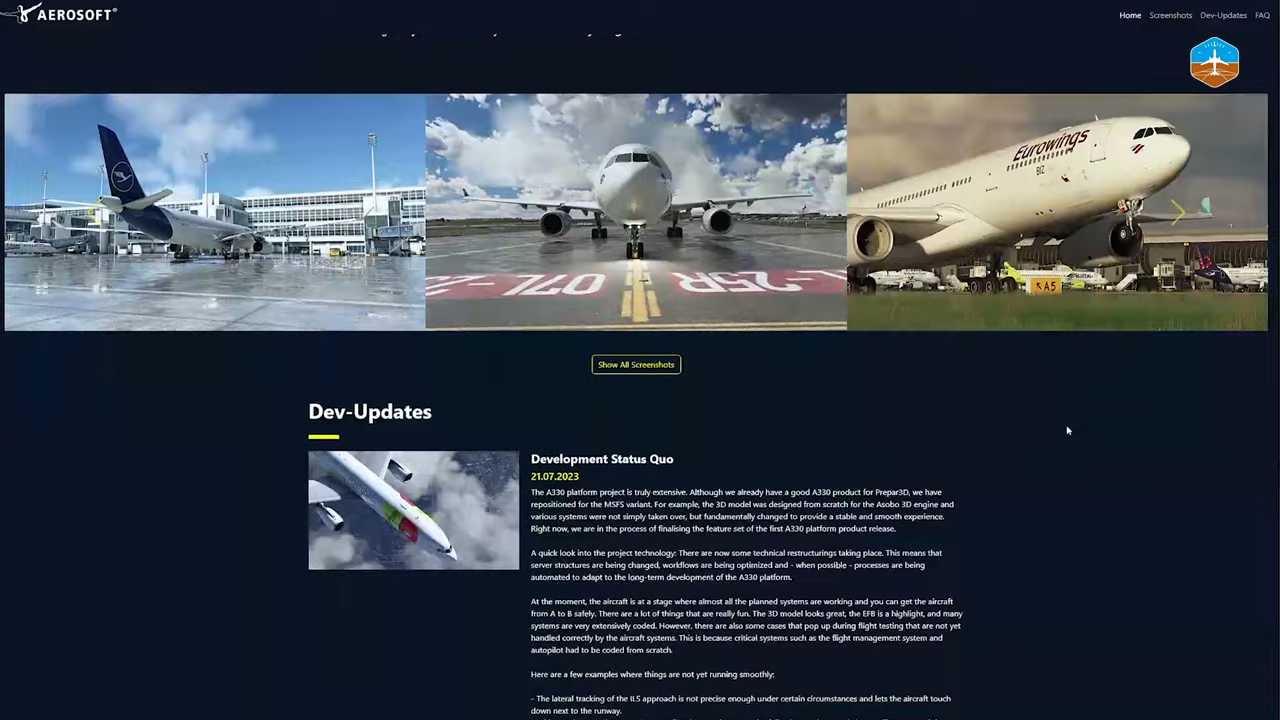 AEROSOFT
Home Screenshots Dev-Updates FAQ
Eurowings
BIZ
07L-25R
A5
Show All Screenshots
Dev-Updates
Development Status Quo
21.07.2023
The A330 platform project is truly extensive. Although we already have a good A330 product for Prepar3D, we have
repositioned for the MSFS variant. For example, the 3D model was designed from scratch for the Asobo 3D engine and
various systems were not simply taken over, but fundamentally changed to provide a stable and smooth experience.
Right now, we are in the process of finalising the feature set of the first A330 platform product release.
A quick look into the project technology: There are now some technical restructurings taking place. This means that
server structures are being changed, workflows are being optimized and - when possible - processes are being
automated to adapt to the long-term development of the A330 platform.
At the moment, the aircraft is at a stage where almost all the planned systems are working and you can get the aircraft
from A to B safely. There are a lot of things that are really fun. The 3D model looks great, the EFB is a highlight, and many
systems are very extensively coded. However, there are also some cases that pop up during flight testing that are not yet
handled correctly by the aircraft systems. This is because critical systems such as the flight management system and
autopilot had to be coded from scratch.
Here are a few examples where things are not yet running smoothly:
- The lateral tracking of the ILS approach is not precise enough under certain circumstances and lets the aircraft touch
down next to the runway.